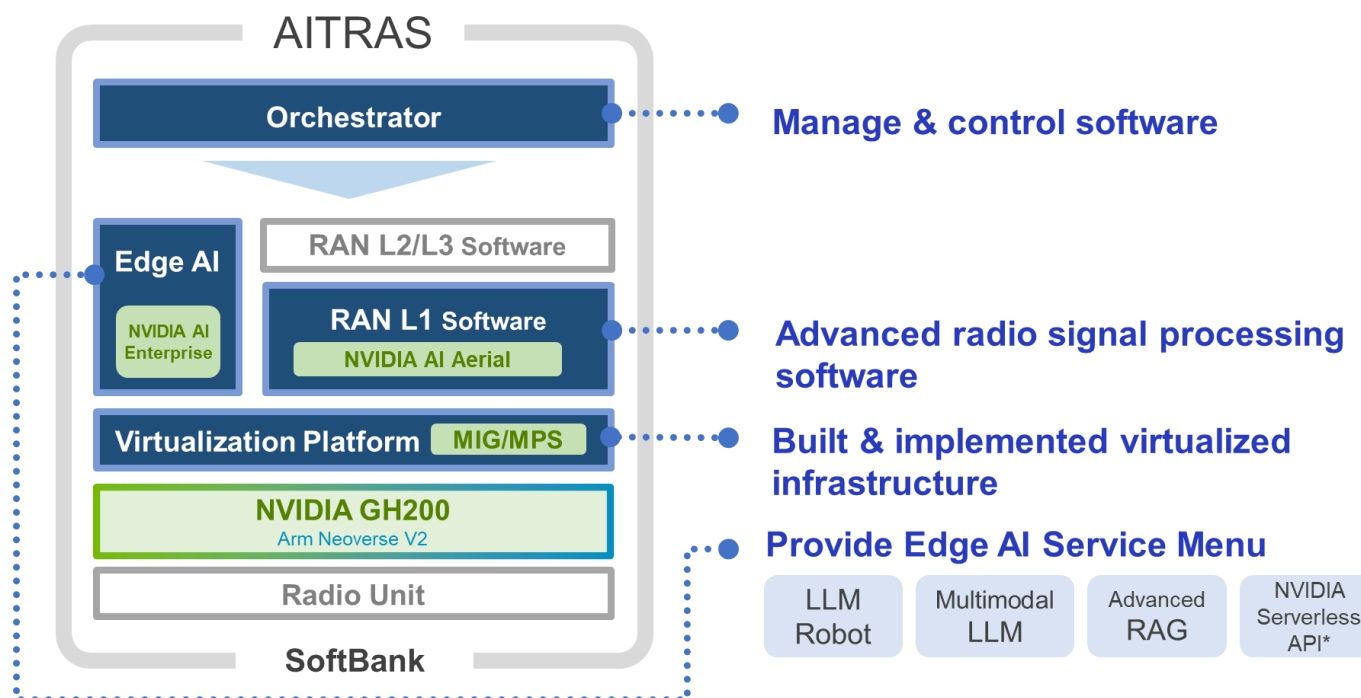 AITRAS
Orchestrator
Manage & control software
Edge AI
NVIDIA AI
Enterprise
RAN L2/L3 Software
RAN L1 Software
NVIDIA AI Aerial
Advanced radio signal processing
software
Virtualization Platform
MIG/MPS
Built & implemented virtualized
infrastructure
NVIDIA GH200
Arm Neoverse V2
Radio Unit
SoftBank
Provide Edge AI Service Menu
LLM
Robot
Multimodal
LLM
Advanced
RAG
NVIDIA
Serverless
API*